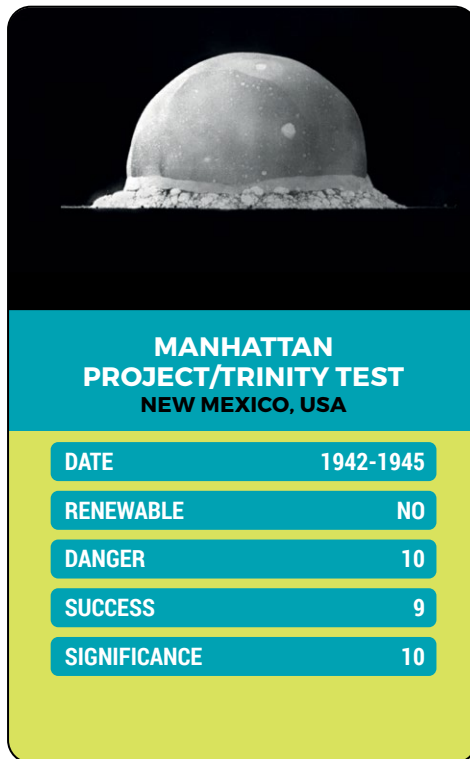 MANHATTAN
PROJECT/TRINITY TEST
NEW MEXICO, USA
DATE 1942-1945
RENEWABLE NO
DANGER 10
SUCCESS 9
SIGNIFICANCE 10